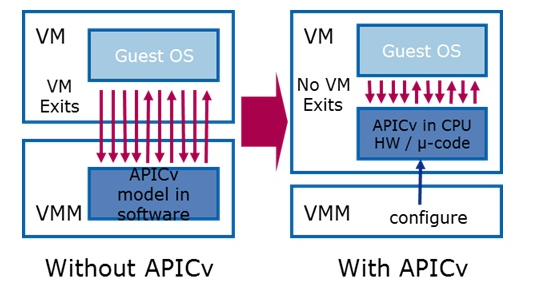 VM
Guest OS
VM
Exits
APICv
model in
software
VMM
Without APICv
VM
Guest OS
No VM
Exits
APICv in CPU
HW / µ-code
VMM
configure
With APICv